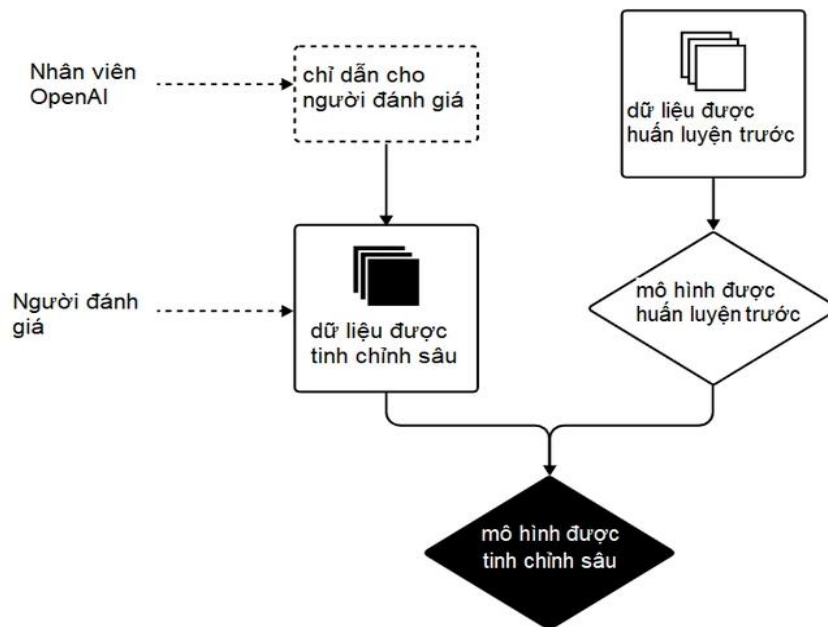 Nhân viên
OpenAI
chỉ dẫn cho
người đánh giá
dữ liệu được
huấn luyện trước
Người đánh
giá
dữ liệu được
tinh chỉnh sâu
mô hình được
huấn luyện trước
mô hình được
tinh chỉnh sâu